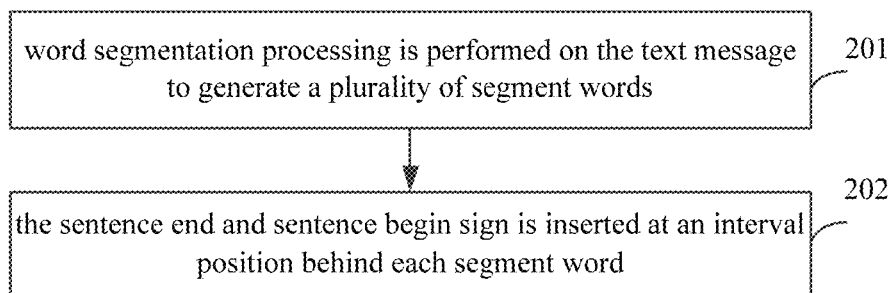 word segmentation processing is performed on the text message
to generate a plurality of segment words
201
the sentence end and sentence begin sign is inserted at an interval
position behind each segment word
202